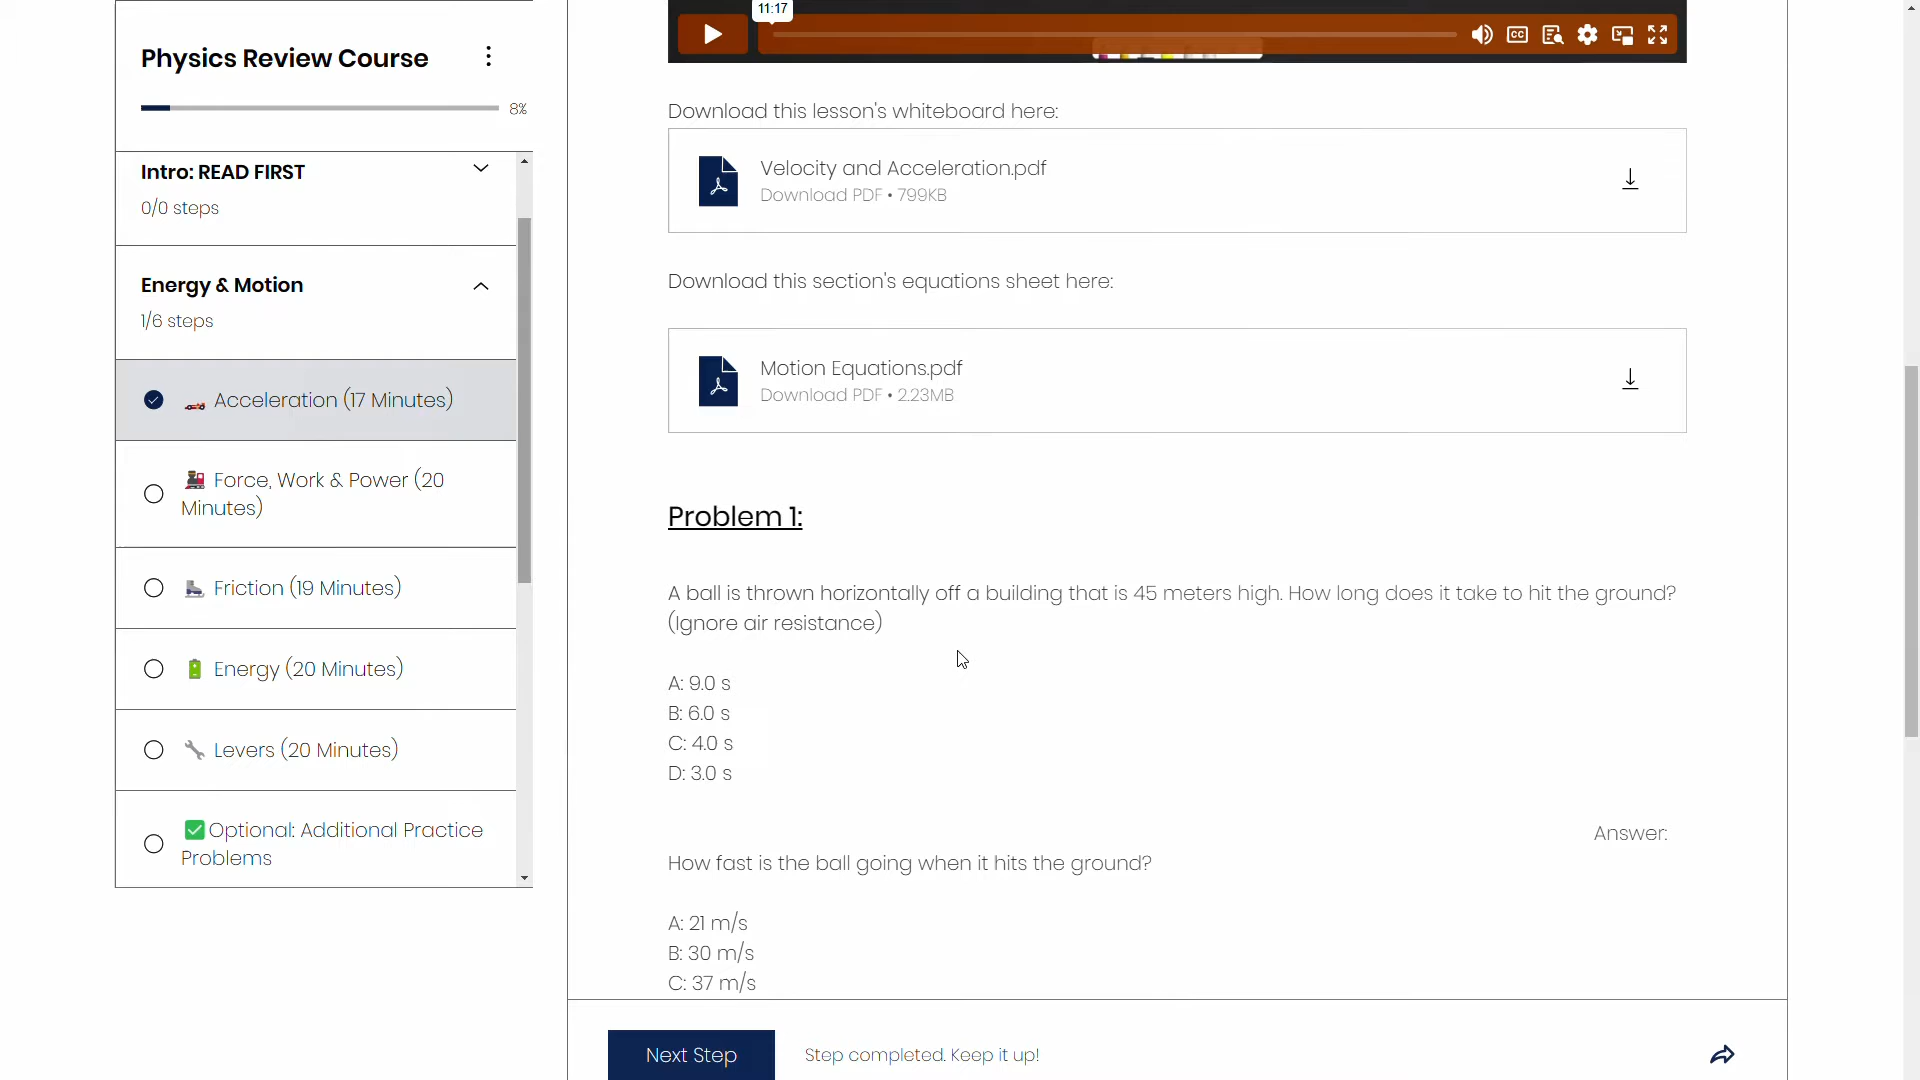 Physics Review Course
8%
Intro: READ FIRST
0/0 steps
Energy & Motion
1/6 steps
Acceleration (17 Minutes)
Force, Work & Power (20
Minutes)
Friction (19 Minutes)
Energy (20 Minutes)
Levers (20 Minutes)
Optional: Additional Practice
Problems
11:17
CC
Download this lesson's whiteboard here:
Velocity and Acceleration.pdf
Download PDF • 799KB
Download this section's equations sheet here:
Motion Equations.pdf
Download PDF • 2.23MB
Problem 1:
A ball is thrown horizontally off a building that is 45 meters high. How long does it take to hit the ground?
(Ignore air resistance)
A: 9.0 s
B: 6.0 s
C: 4.0 s
D: 3.0 s
Answer:
How fast is the ball going when it hits the ground?
A: 21 m/s
B: 30 m/s
C: 37 m/s
Next Step
Step completed. Keep it up!